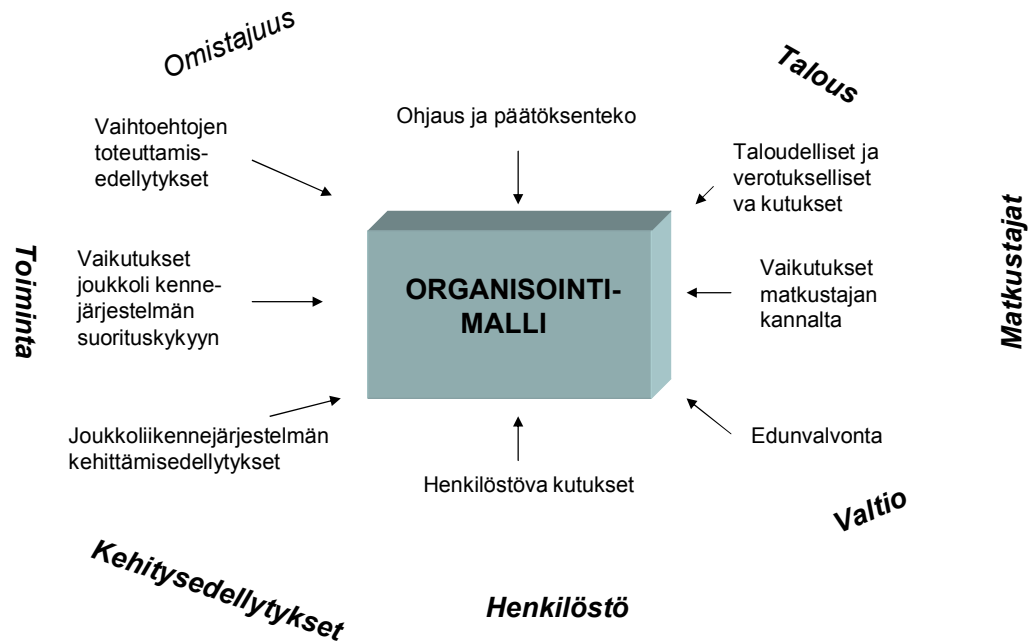 Omistajuus
Talous
Ohjaus ja päätöksenteko
Vaihtoehtojen
toteuttamis-
edellytykset
Taloudelliset ja
verotukselliset
va kutukset
Toiminta
Vaikutukset
joukkoli kenne-
järjestelmän
suorituskykyyn
ORGANISOINTI-
MALLI
Vaikutukset
matkustajan
kannalta
Matkustajat
Joukkoliikennejärjestelmän
kehittämisedellytykset
Henkilöstöva kutukset
Edunvalvonta
Valtio
Kehitysedellytykset
Henkilöstö